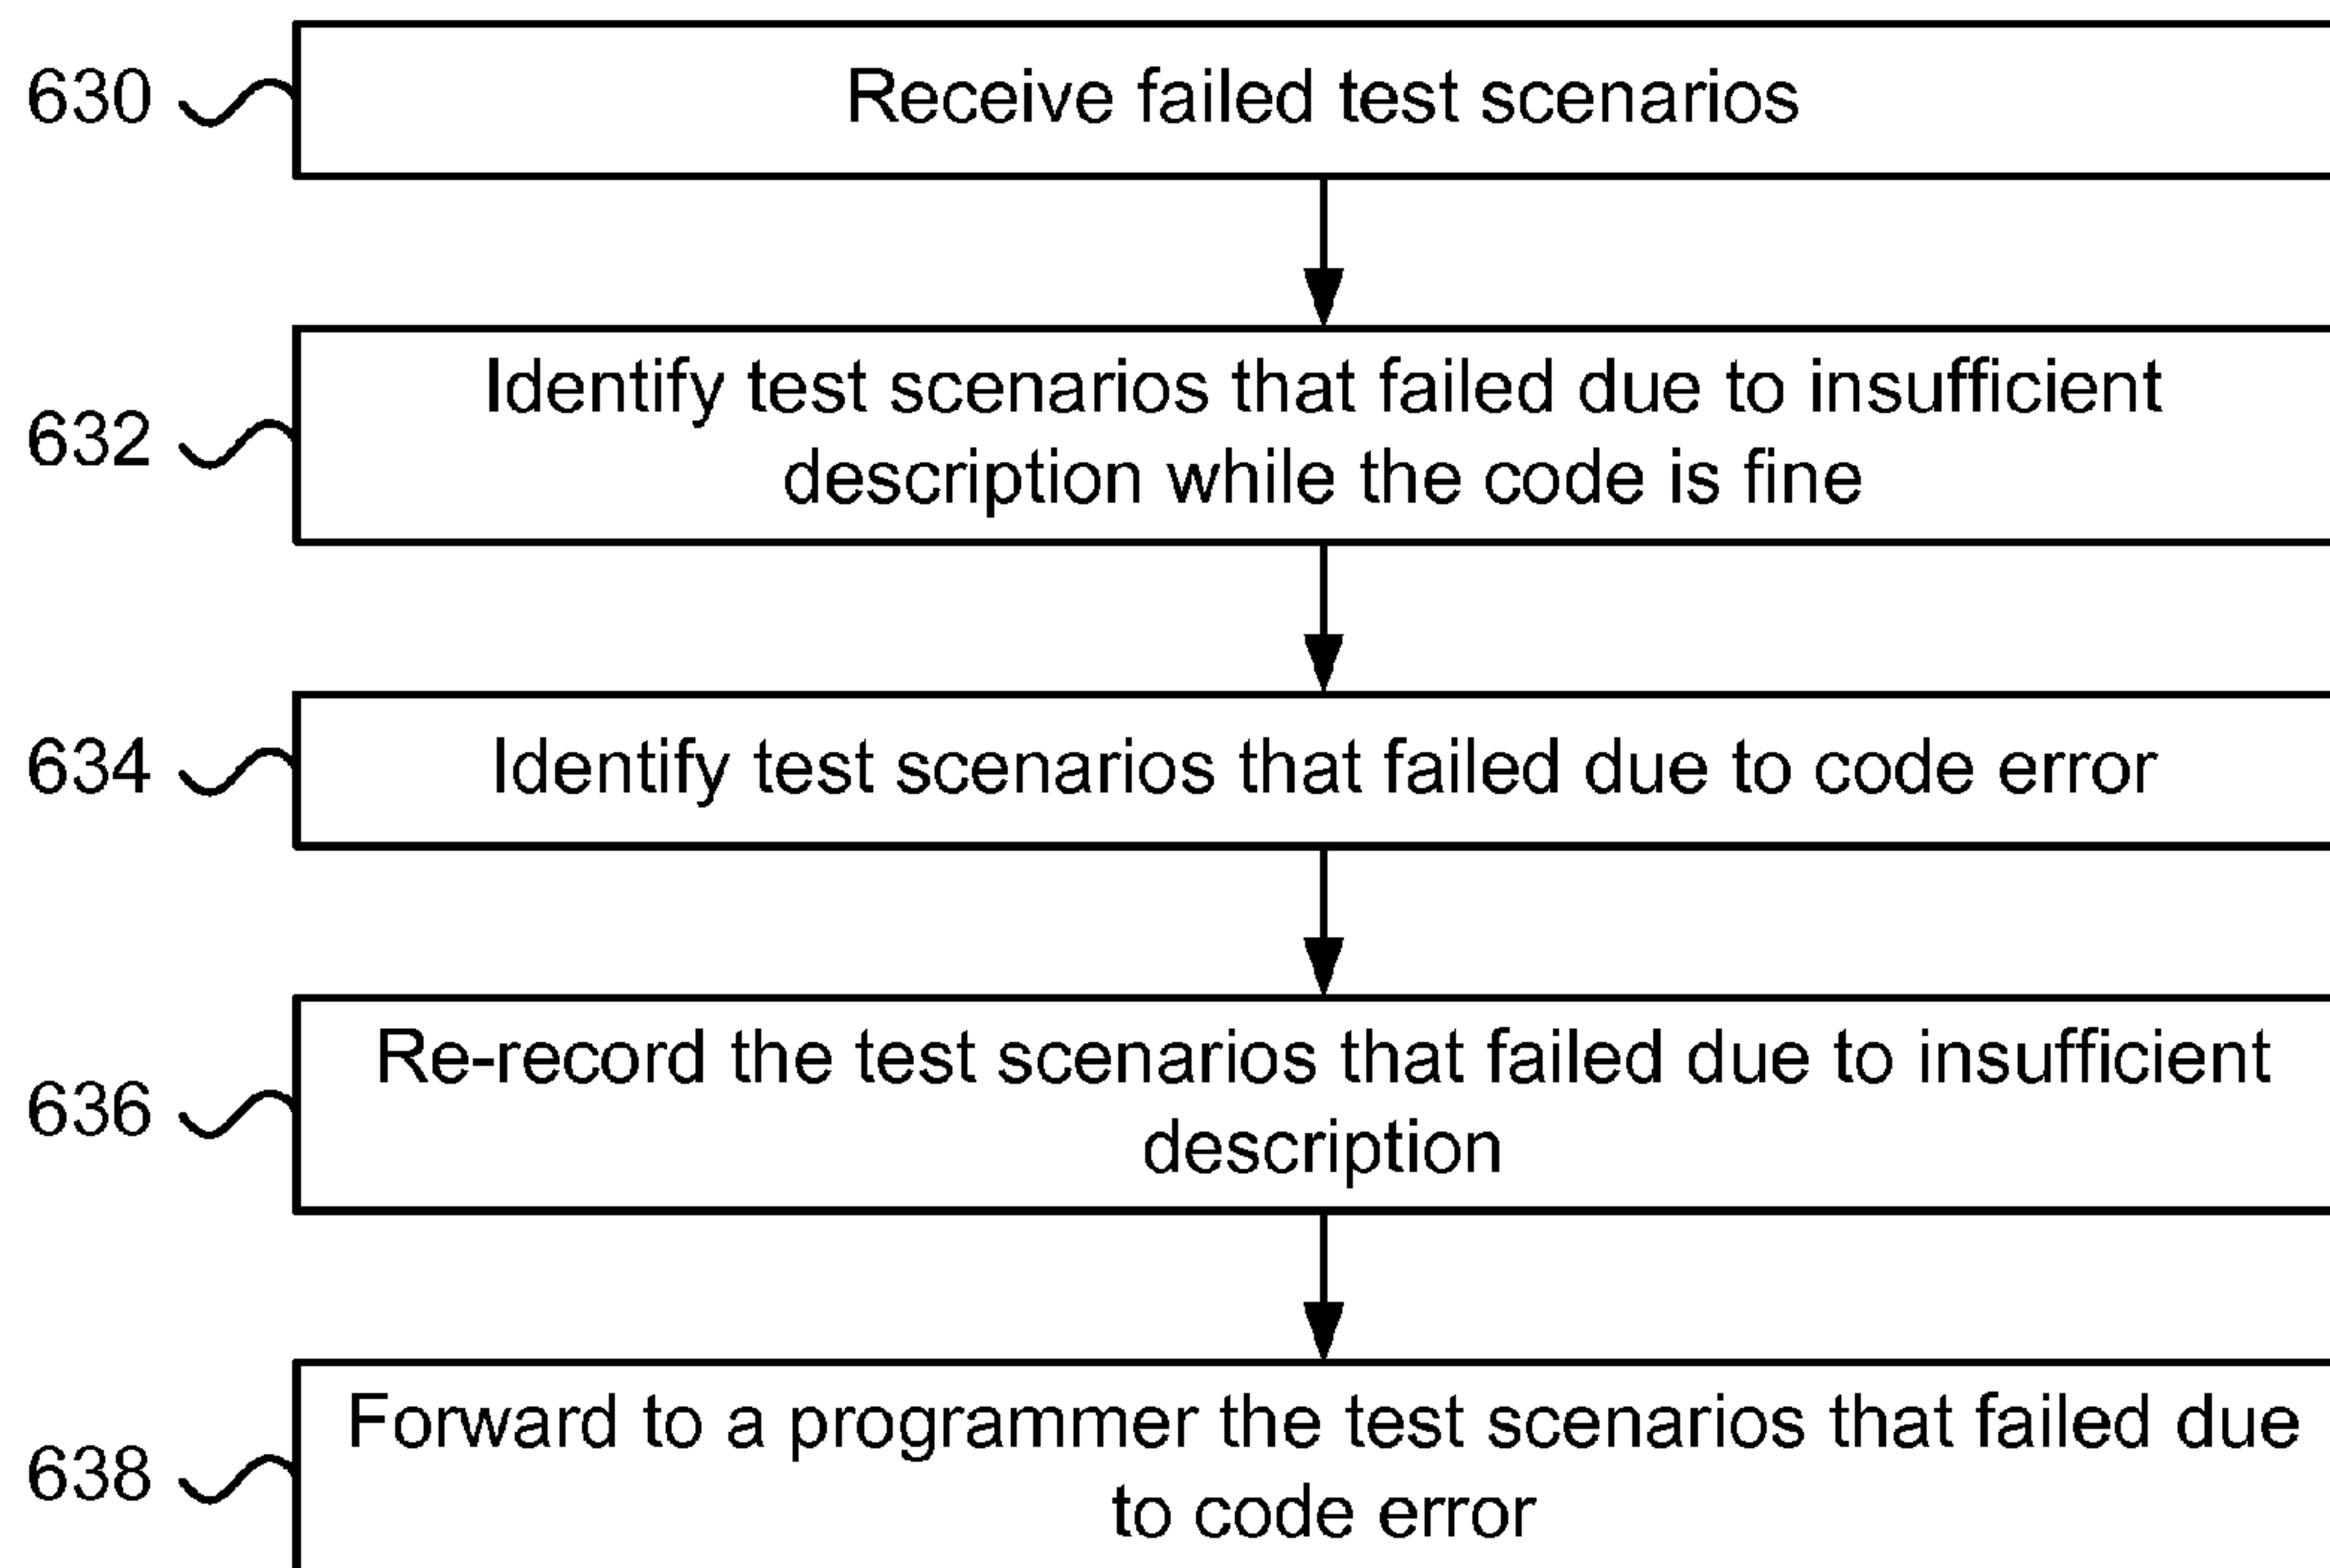 630
Receive failed test scenarios
632
Identify test scenarios that failed due to insufficient
description while the code is fine
634
Identify test scenarios that failed due to code error
636
Re-record the test scenarios that failed due to insufficient
description
638
Forward to a programmer the test scenarios that failed due
to code error